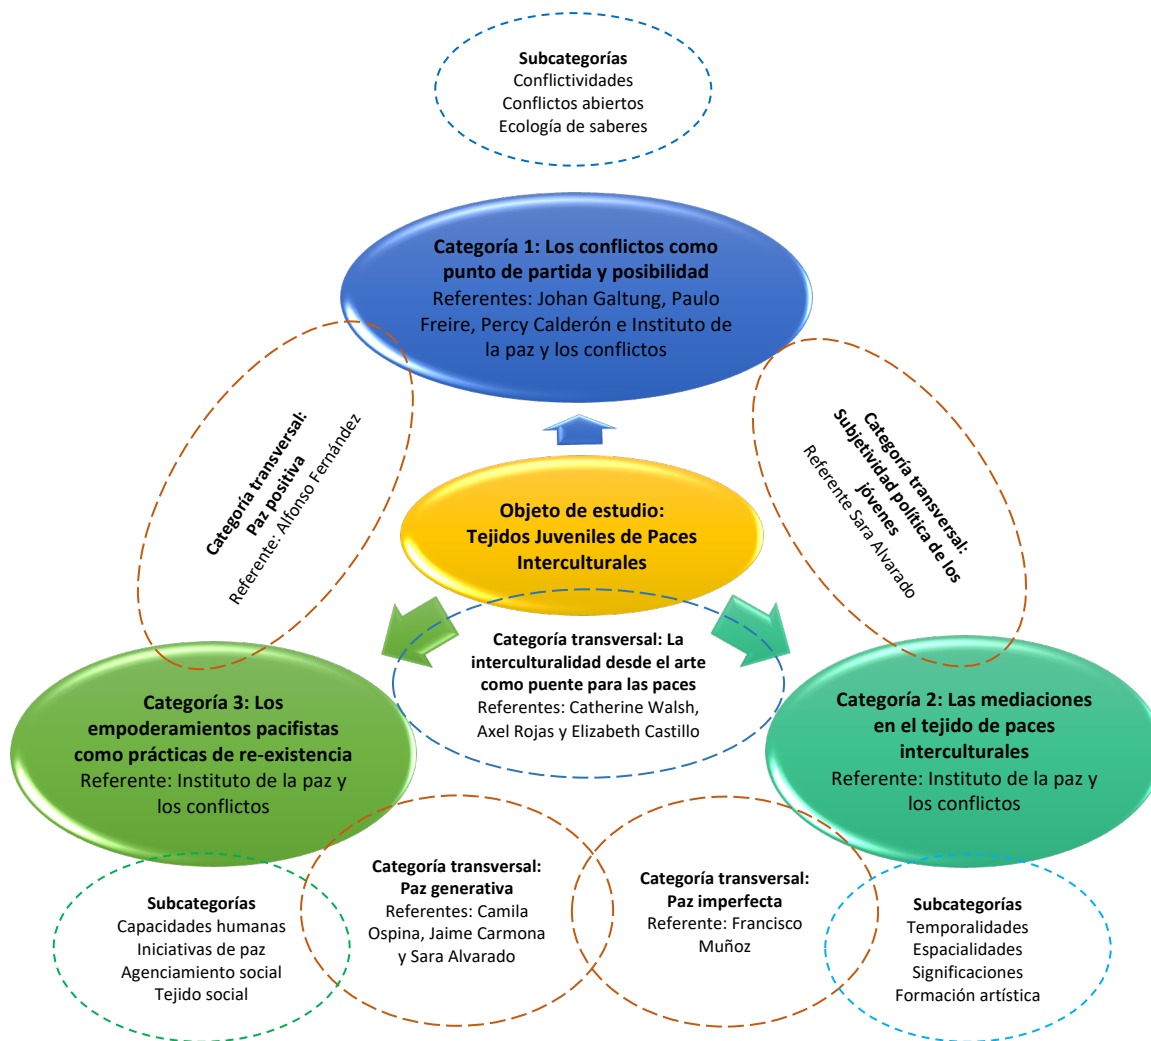 Subcategorías
Conflictividades
Conflictos abiertos
Ecología de saberes
Categoría 1: Los conflictos como
punto de partida y posibilidad
Referentes: Johan Galtung, Paulo
Freire, Percy Calderón e Instituto de
la paz y los conflictos
Categoría transversal:
Paz positiva
Referente: Alfonso Fernández
Categoría transversal:
Subjetividad política de los
jóvenes
Referente Sara Alvarado
Objeto de estudio:
Tejidos Juveniles de Paces
Interculturales
Categoría transversal: La
interculturalidad desde el arte
como puente para las paces
Referentes: Catherine Walsh,
Axel Rojas y Elizabeth Castillo
Categoría 3: Los
empoderamientos pacifistas
como prácticas de re-existencia
Referente: Instituto de la paz y
los conflictos
Categoría 2: Las mediaciones
en el tejido de paces
interculturales
Referente: Instituto de la paz y
los conflictos
Subcategorías
Capacidades humanas
Iniciativas de paz
Agenciamiento social
Tejido social
Categoría transversal:
Paz generativa
Referentes: Camila
Ospina, Jaime Carmona
y Sara Alvarado
Categoría transversal:
Paz imperfecta
Referente: Francisco
Muñoz
Subcategorías
Temporalidades
Espacialidades
Significaciones
Formación artística